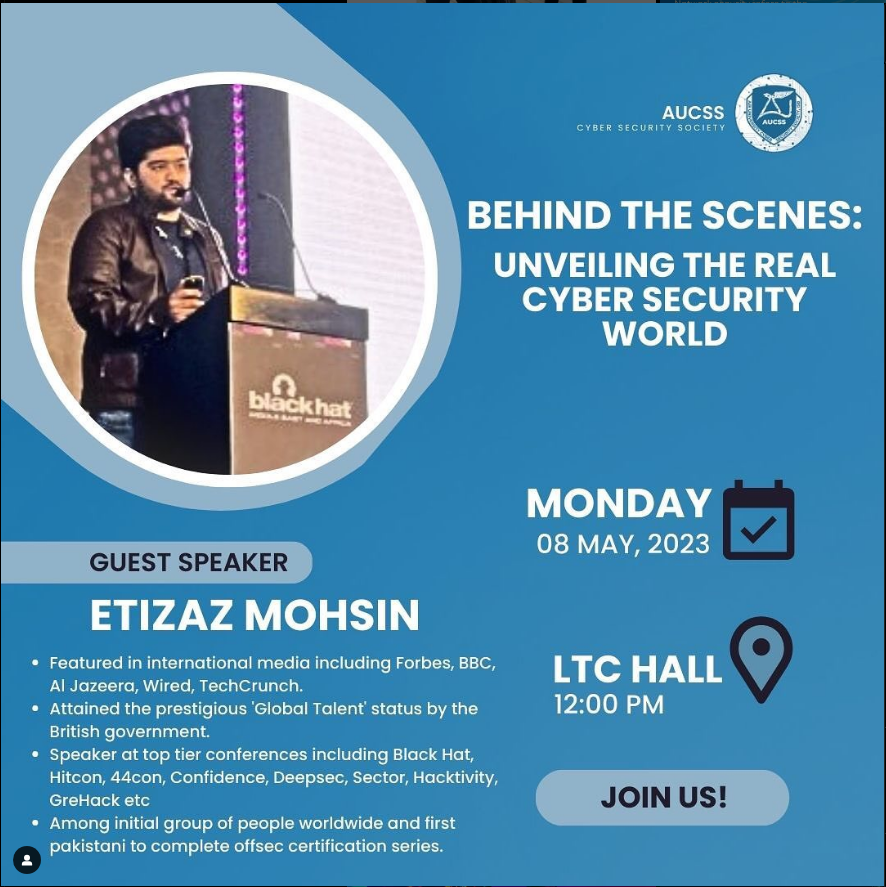 AUCSS
CYBER SECURITY SOCIETY
AUCSS
BEHIND THE SCENES:
UNVEILING THE REAL
CYBER SECURITY
WORLD
black hat
MIDDLE EAST AND AFRICA
MONDAY
08 MAY, 2023
GUEST SPEAKER
ETIZAZ MOHSIN
• Featured in international media including Forbes, BBC,
Al Jazeera, Wired, TechCrunch.
• Attained the prestigious 'Global Talent' status by the
British government.
• Speaker at top tier conferences including Black Hat,
Hitcon, 44con, Confidence, Deepsec, Sector, Hacktivity,
GreHack etc
• Among initial group of people worldwide and first
pakistani to complete offsec certification series.
LTC HALL
12:00 PM
JOIN US!